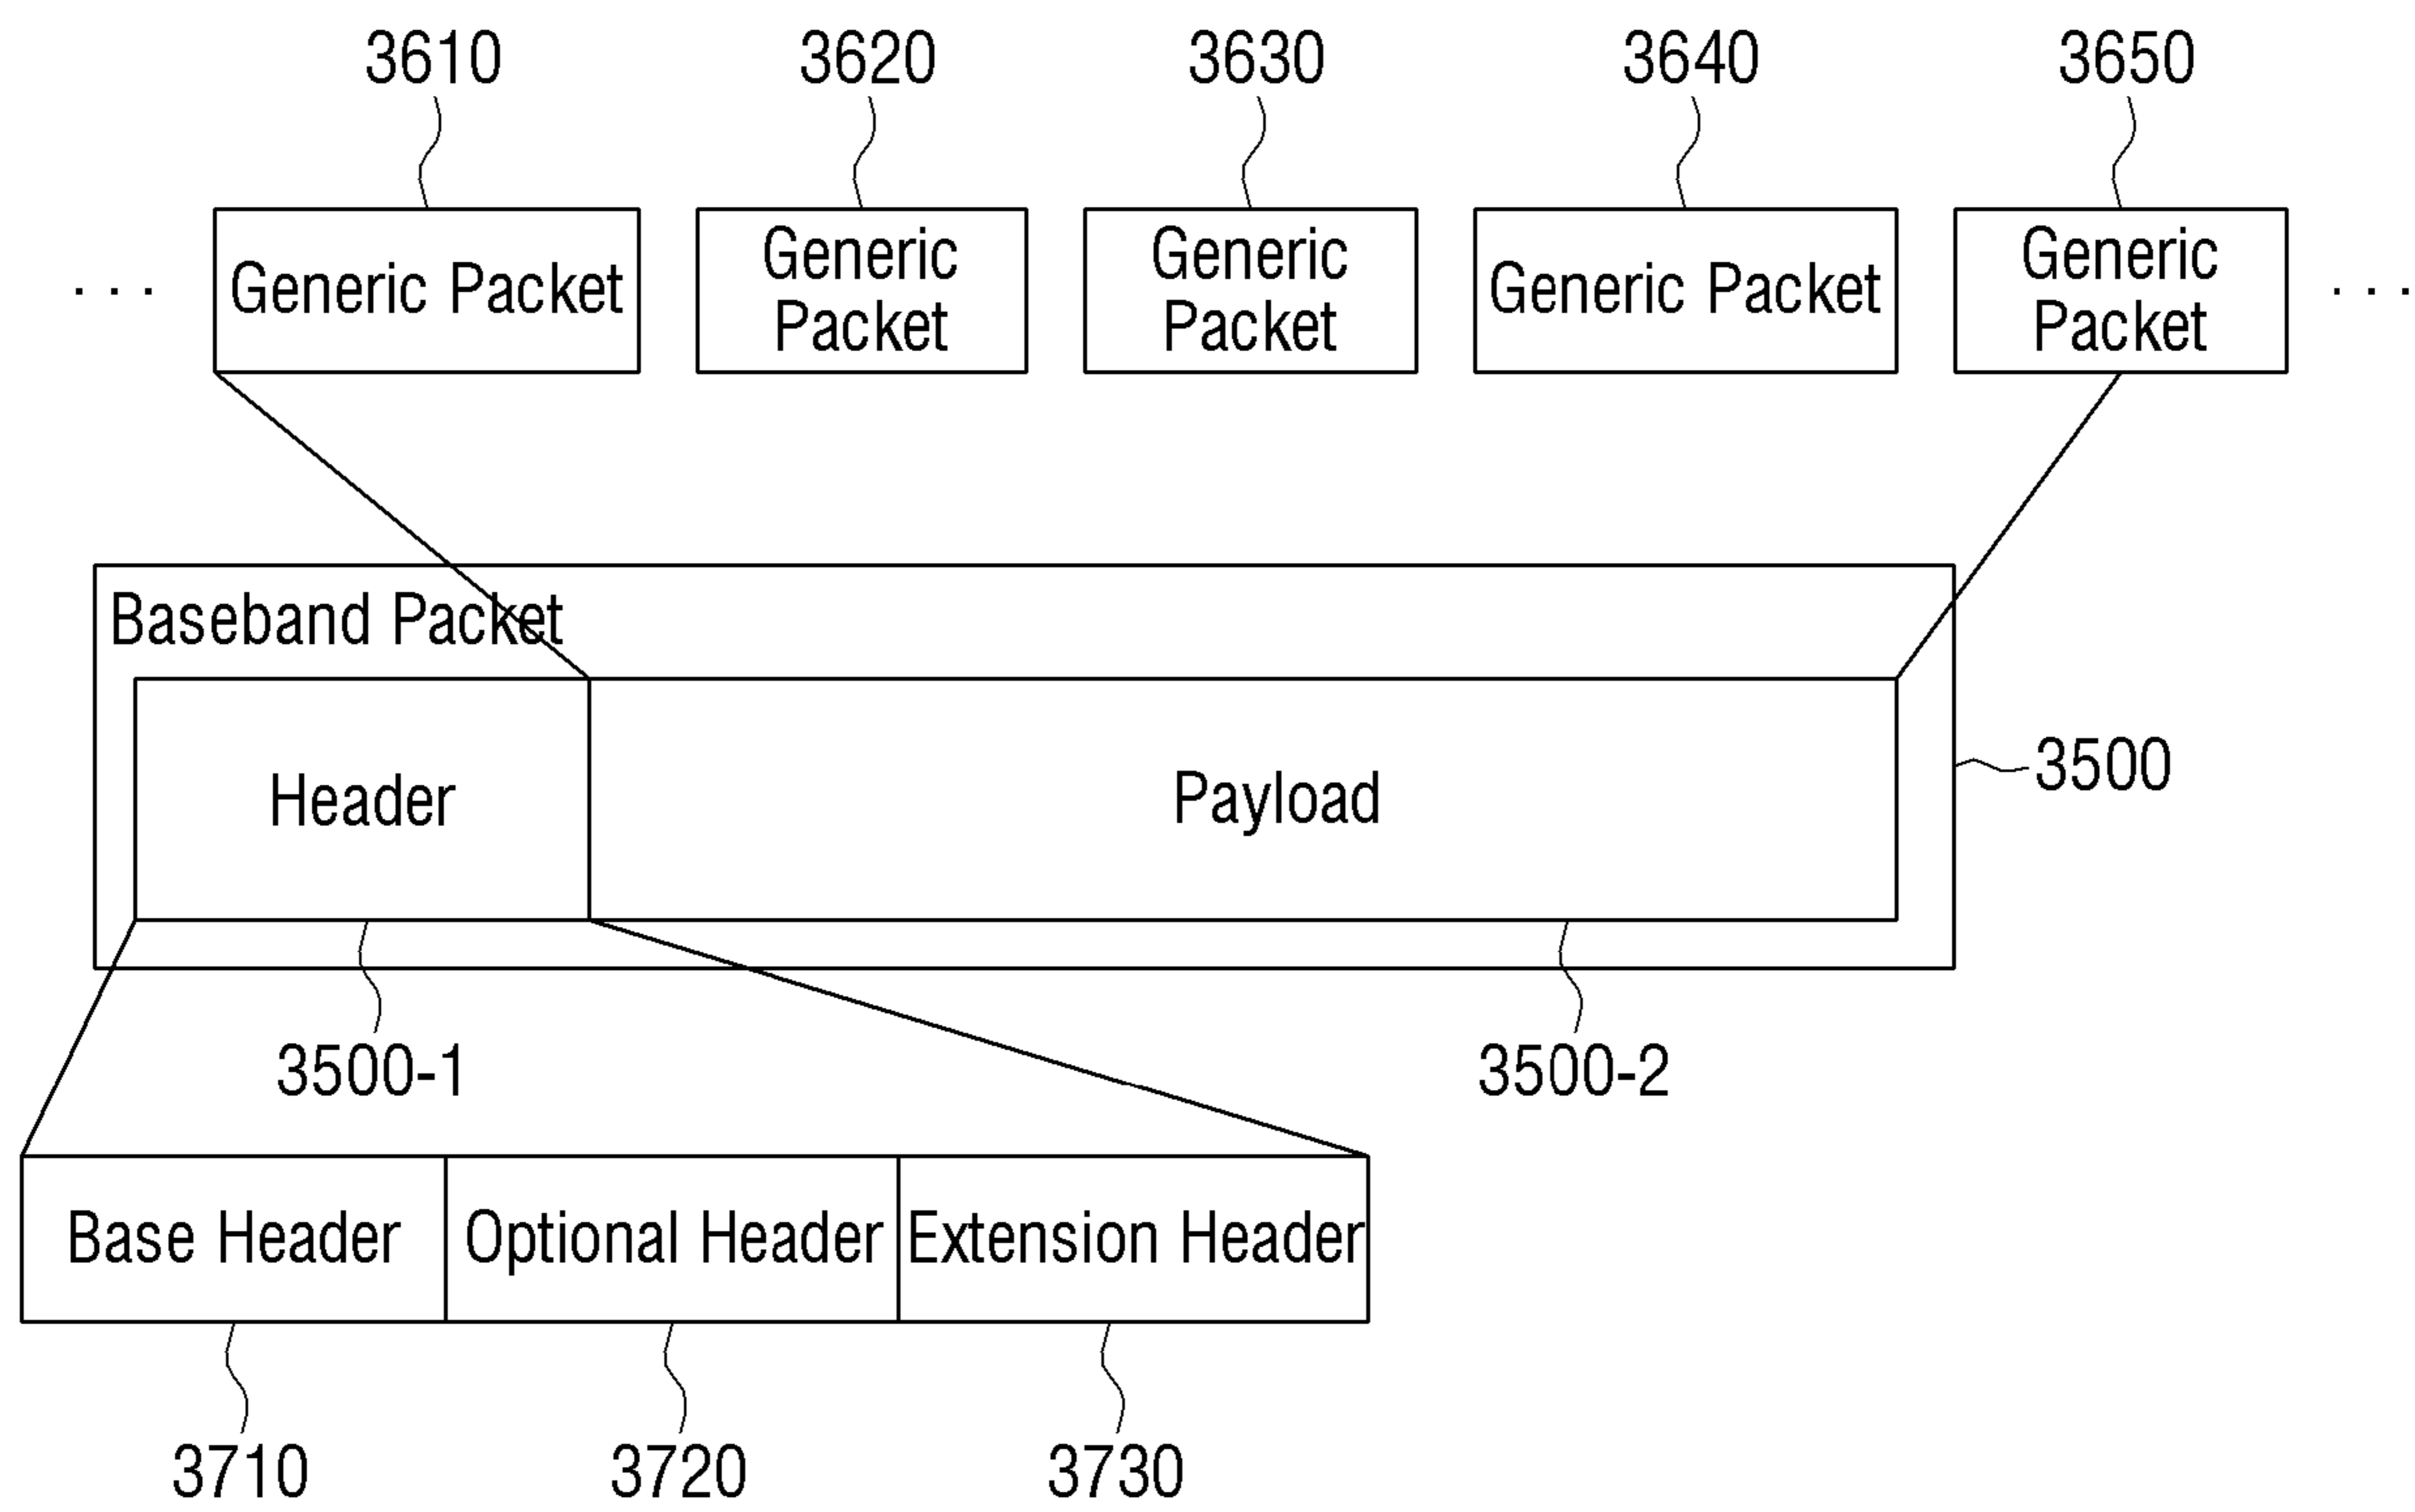 3610
3620
3630
3640
3650
. . .
Generic Packet
Generic
Packet
Generic
Packet
Generic Packet
Generic
Packet
. . .
Baseband Packet
Header
Payload
3500
3500-1
3500-2
Base Header
Optional Header
Extension Header
3710
3720
3730